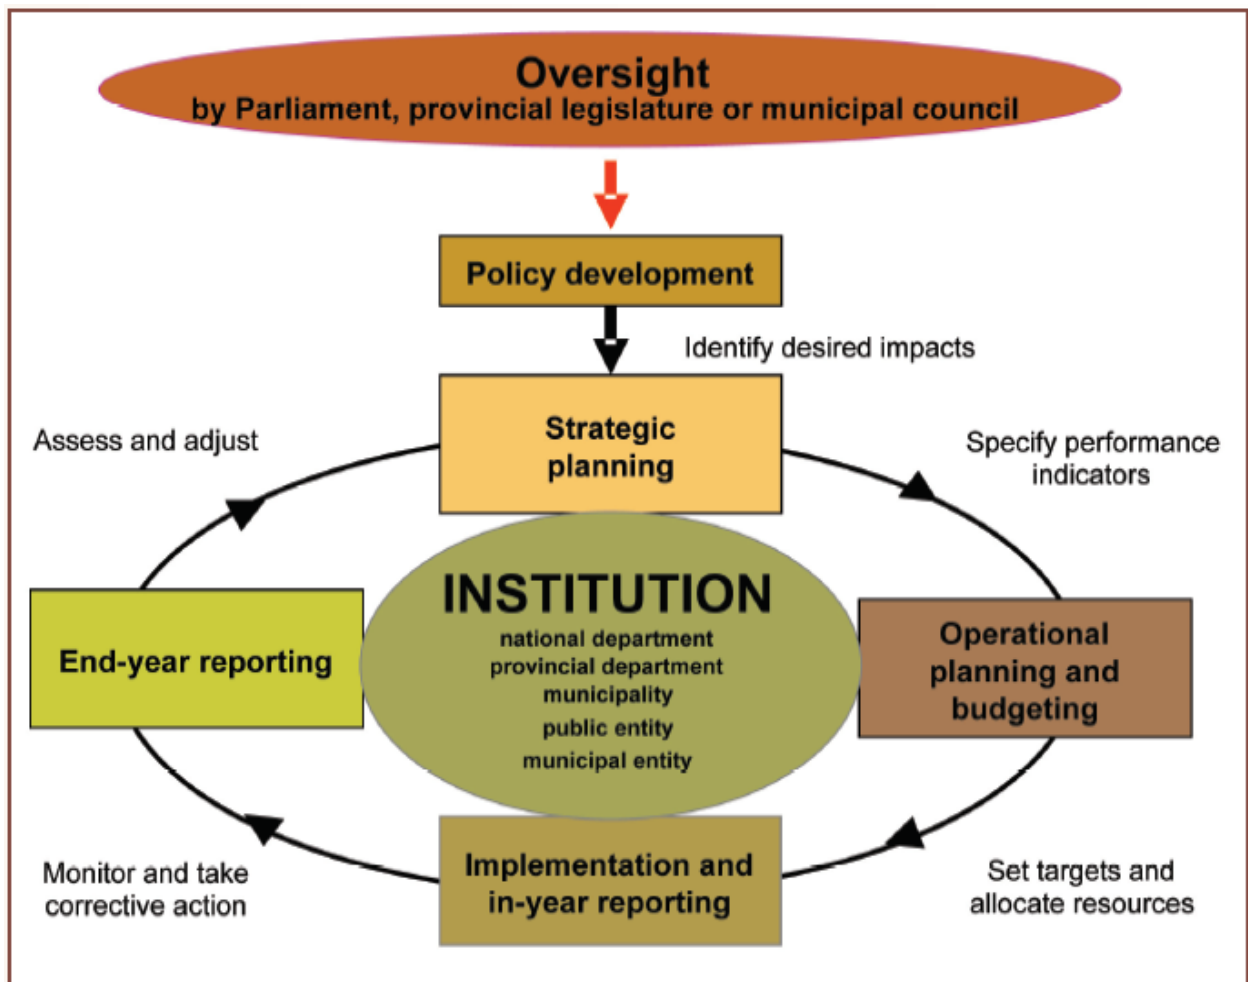 Oversight
by Parliament, provincial legislature or municipal council
Policy development
Identify desired impacts
Strategic
planning
Assess and adjust
Specify performance
indicators
INSTITUTION
national department
provincial department
municipality
public entity
municipal entity
End-year reporting
Operational
planning and
budgeting
Implementation and
in-year reporting
Monitor and take
corrective action
Set targets and
allocate resources